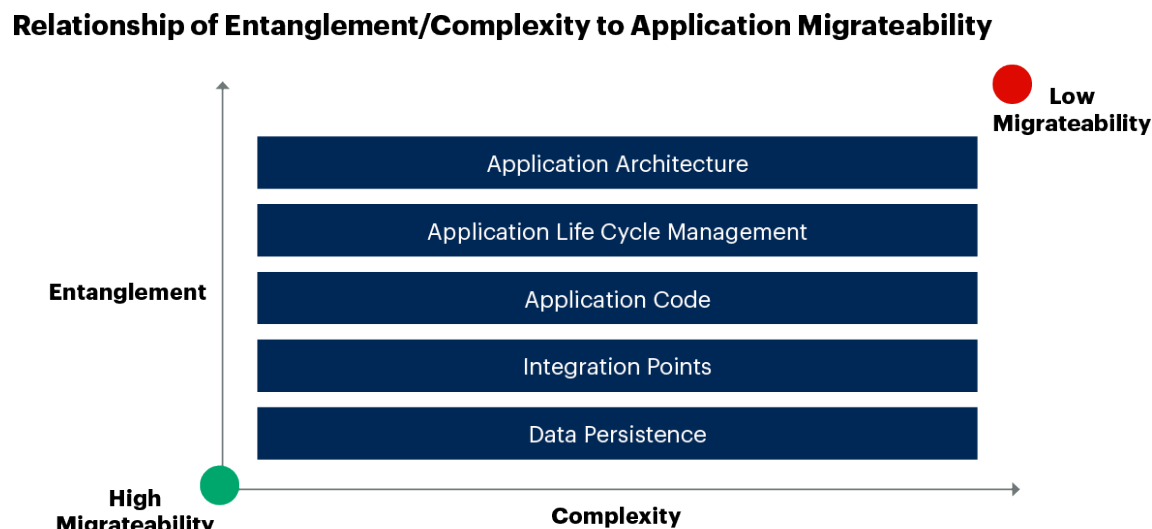 Relationship of Entanglement/Complexity to Application Migrateability
Low
Migrateability
Application Architecture
Application Life Cycle Management
Entanglement
Application Code
Integration Points
Data Persistence
High
Migrateability
Complexity